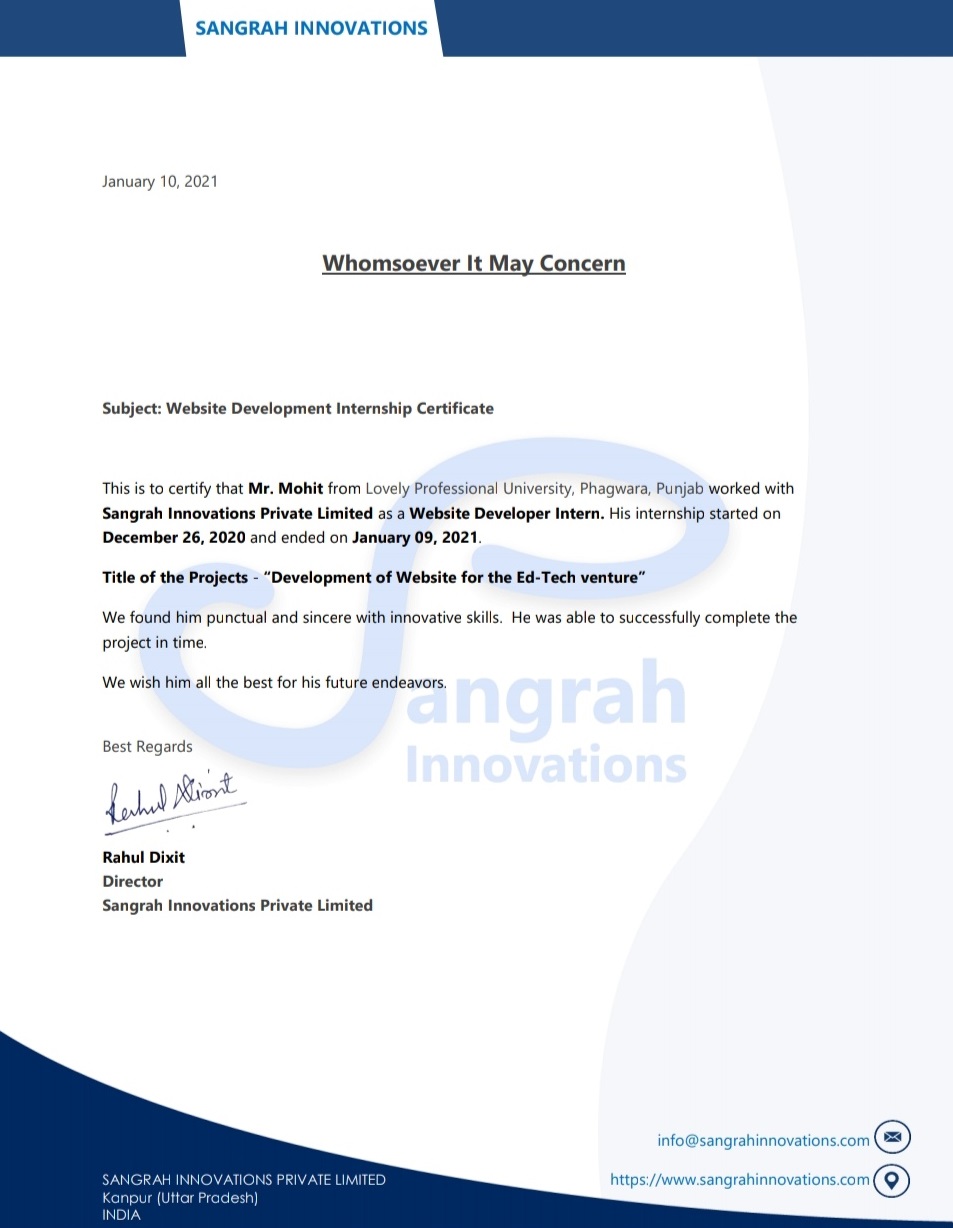 SANGRAH INNOVATIONS
January 10, 2021
Whomsoever It May Concern
Subject: Website Development Internship Certificate
This is to certify that Mr. Mohit from Lovely Professional University, Phagwara, Punjab worked with
Sangrah Innovations Private Limited as a Website Developer Intern. His internship started on
December 26, 2020 and ended on January 09, 2021.
Title of the Projects - “Development of Website for the Ed-Tech venture”
We found him punctual and sincere with innovative skills.  He was able to successfully complete the
project in time.
We wish him all the best for his future endeavors.
angrah
Innovations
Best Regards
Rahul Dixit
Rahul Dixit
Director
Sangrah Innovations Private Limited
info@sangrahinnovations.com
https://www.sangrahinnovations.com
SANGRAH INNOVATIONS PRIVATE LIMITED
Kanpur (Uttar Pradesh)
INDIA